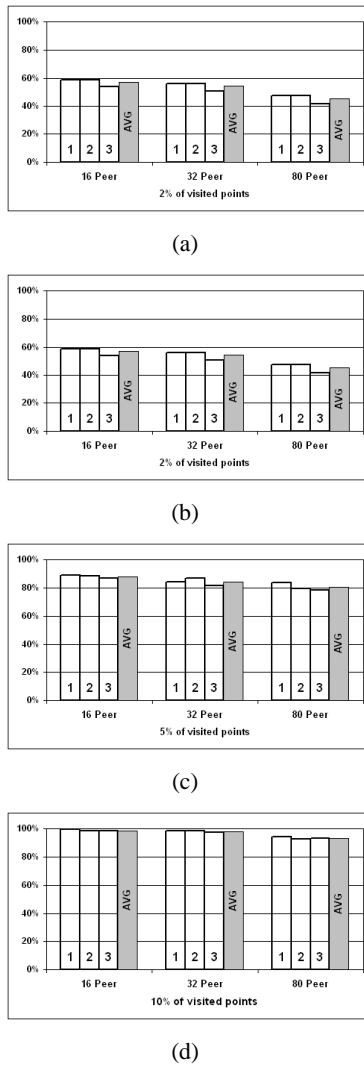 100%
80%
60%
40%
20%
0%
1 2 3 AVG 1 2 3 AVG 1 2 3 AVG
16 Peer 32 Peer 80 Peer
2% of visited points
(a)
100%
80%
60%
40%
20%
0%
1 2 3 AVG 1 2 3 AVG 1 2 3 AVG
16 Peer 32 Peer 80 Peer
2% of visited points
(b)
100%
80%
60%
40%
20%
0%
1 2 3 AVG 1 2 3 AVG 1 2 3 AVG
16 Peer 32 Peer 80 Peer
5% of visited points
(c)
100%
80%
60%
40%
20%
0%
1 2 3 AVG 1 2 3 AVG 1 2 3 AVG
16 Peer 32 Peer 80 Peer
10% of visited points
(d)